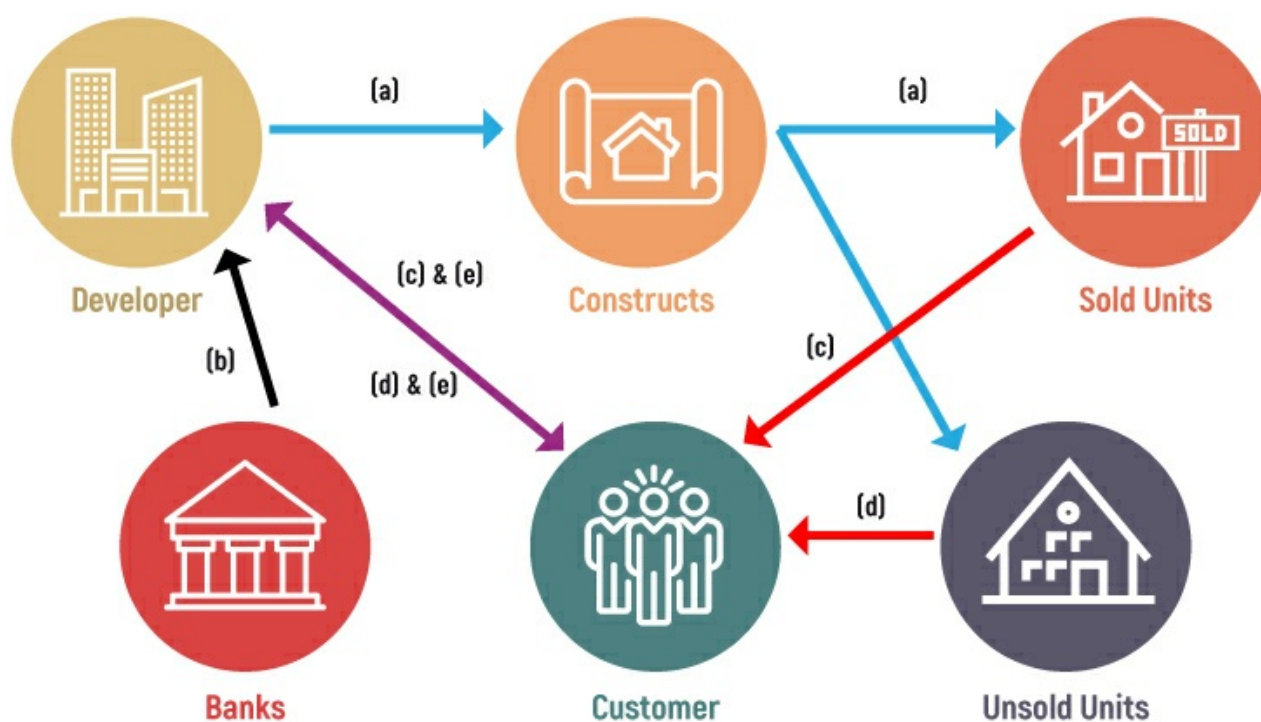 (a)
(a)
SOLD
Developer
Constructs
Sold Units
(c) & (e)
(b)
(d) & (e)
(c)
(d)
Banks
Customer
Unsold Units